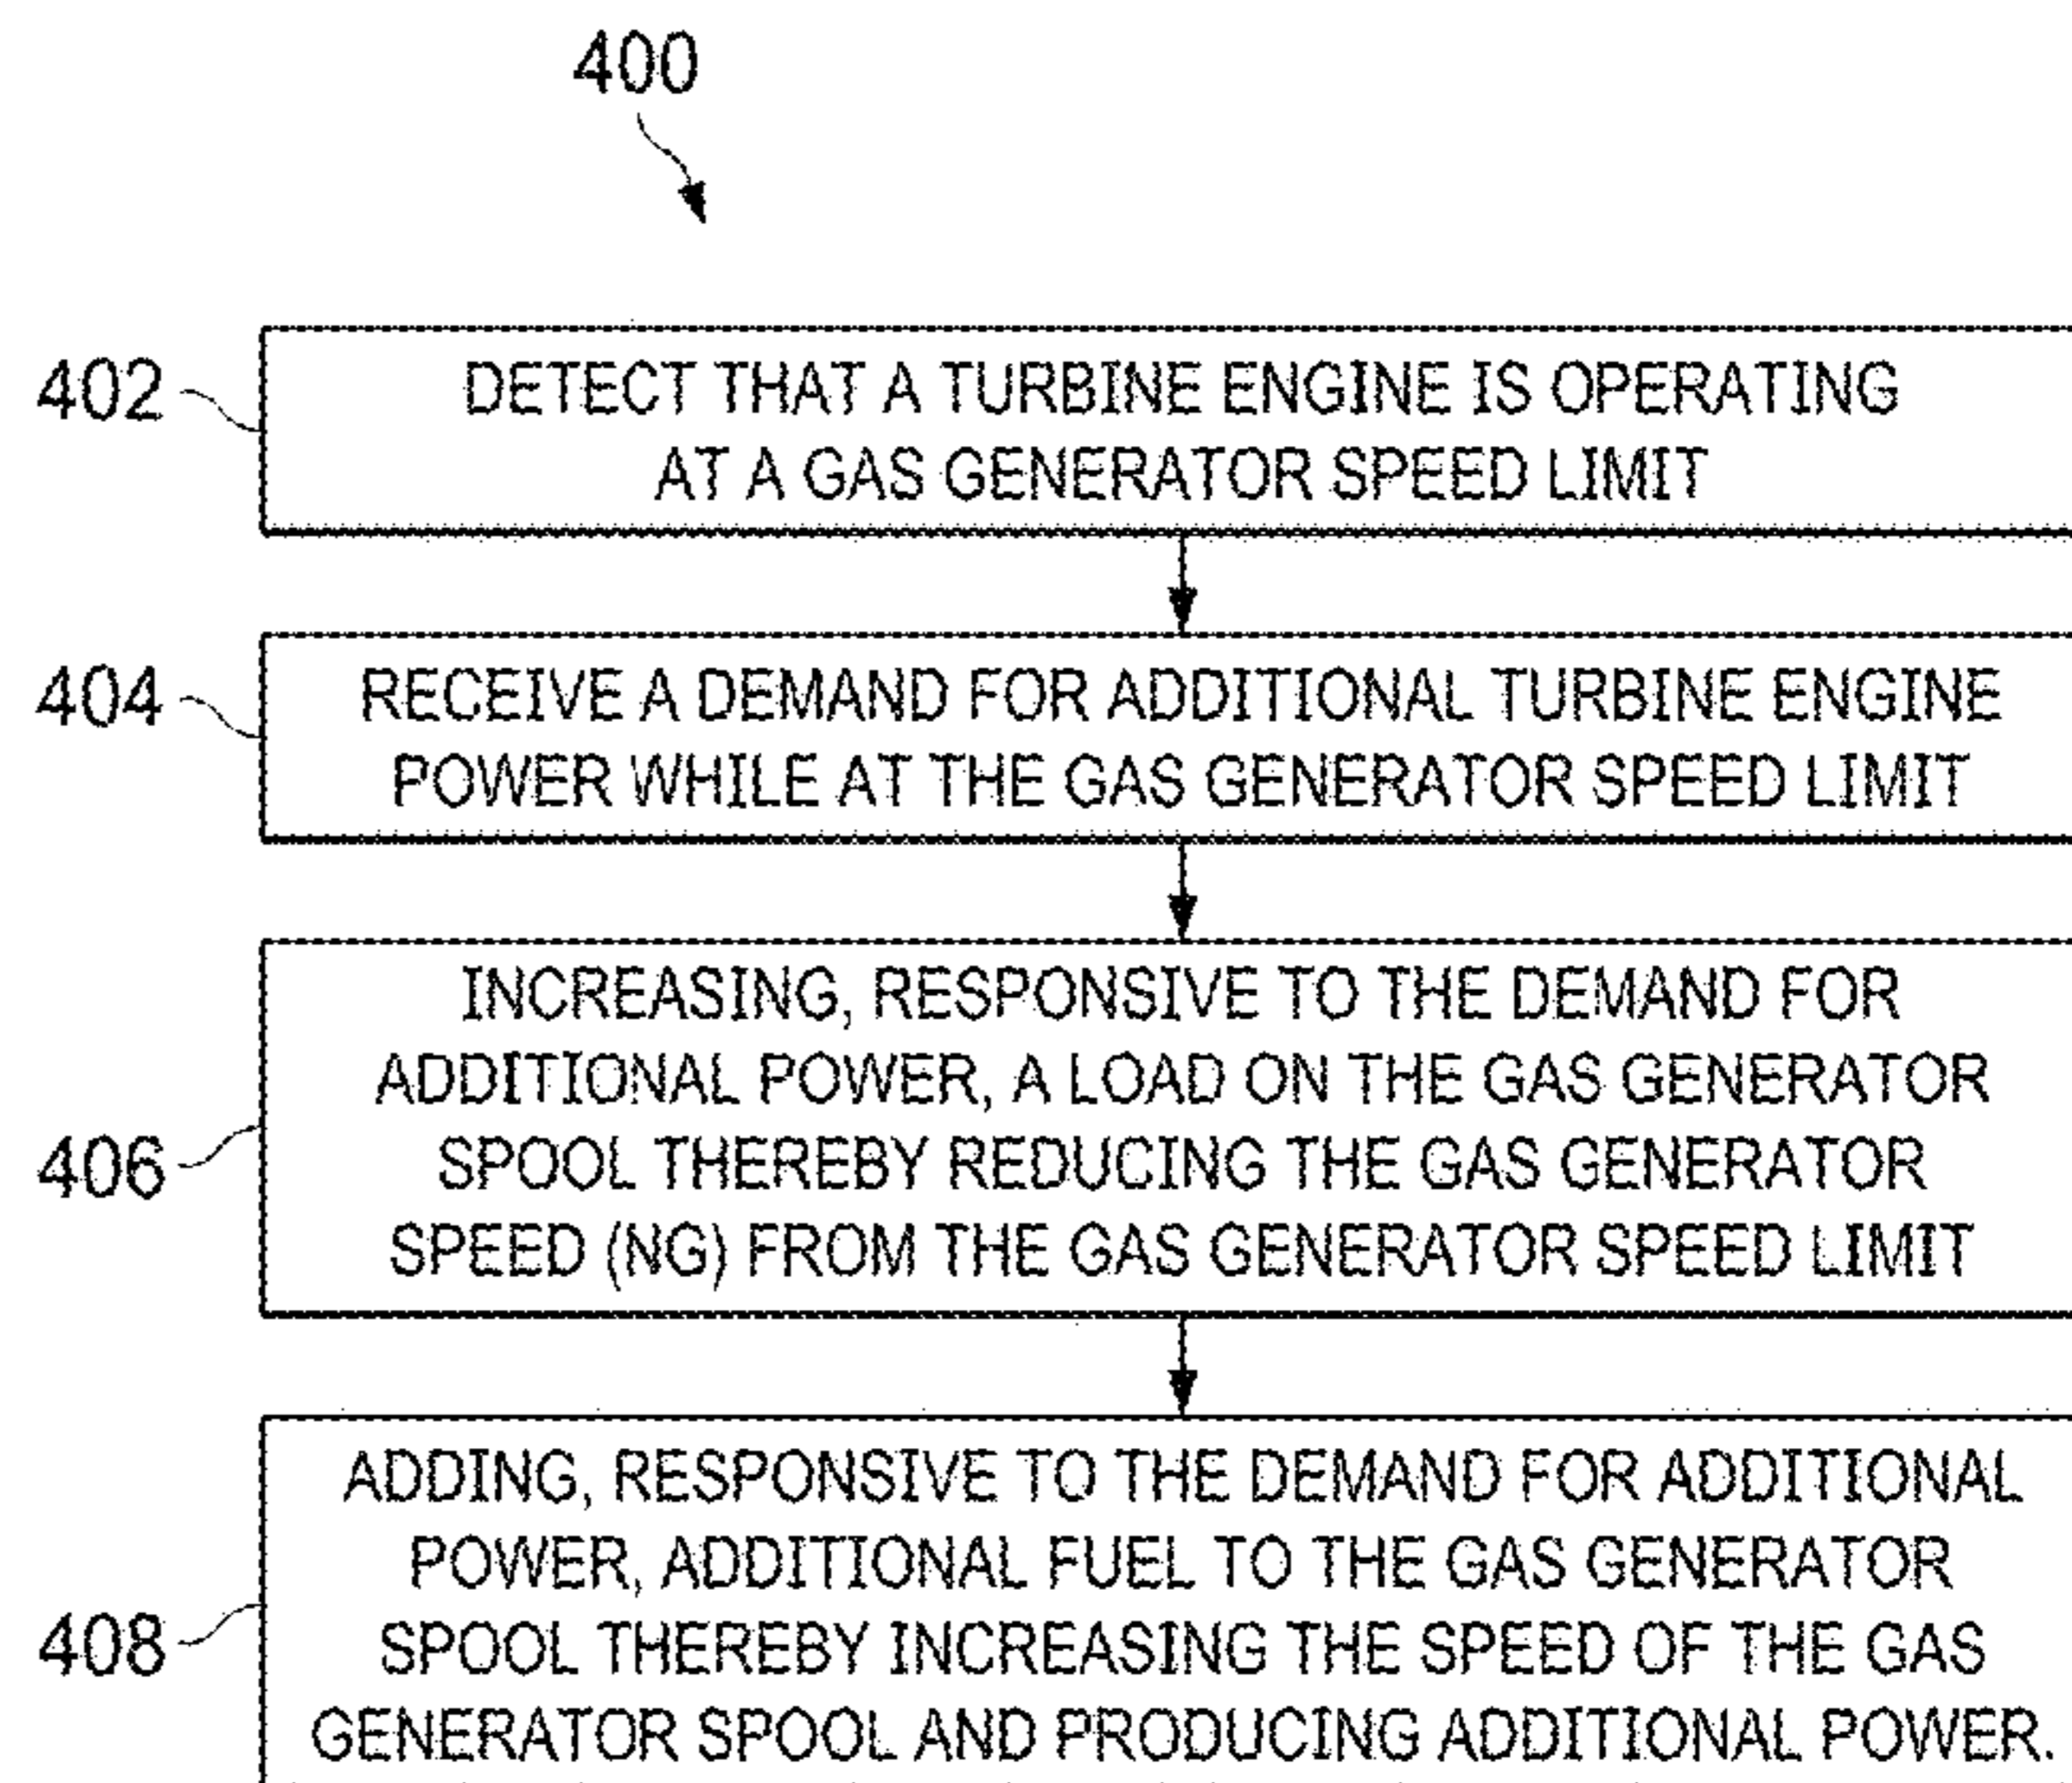 400
402
DETECT THAT A TURBINE ENGINE IS OPERATING
AT A GAS GENERATOR SPEED LIMIT
404
RECEIVE A DEMAND FOR ADDITIONAL TURBINE ENGINE
POWER WHILE AT THE GAS GENERATOR SPEED LIMIT
406
INCREASING, RESPONSIVE TO THE DEMAND FOR
ADDITIONAL POWER, A LOAD ON THE GAS GENERATOR
SPOOL THEREBY REDUCING THE GAS GENERATOR
SPEED (NG) FROM THE GAS GENERATOR SPEED LIMIT
408
ADDING, RESPONSIVE TO THE DEMAND FOR ADDITIONAL
POWER, ADDITIONAL FUEL TO THE GAS GENERATOR
SPOOL THEREBY INCREASING THE SPEED OF THE GAS
GENERATOR SPOOL AND PRODUCING ADDITIONAL POWER.